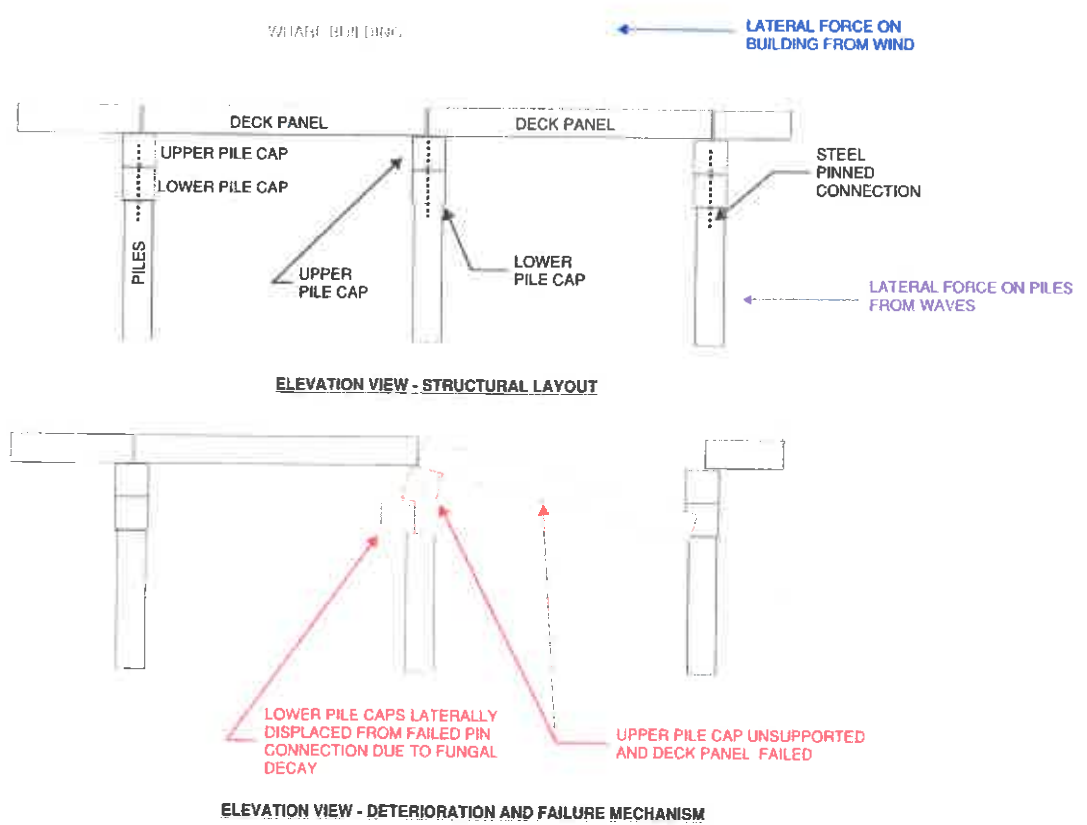 WHARF BUILDING
LATERAL FORCE ON
BUILDING FROM WIND
DECK PANEL
DECK PANEL
UPPER PILE CAP
LOWER PILE CAP
STEEL
PINNED
CONNECTION
PILES
UPPER
PILE CAP
LOWER
PILE CAP
LATERAL FORCE ON PILES
FROM WAVES
ELEVATION VIEW - STRUCTURAL LAYOUT
LOWER PILE CAPS LATERALLY
DISPLACED FROM FAILED PIN
CONNECTION DUE TO FUNGAL
DECAY
UPPER PILE CAP UNSUPPORTED
AND DECK PANEL FAILED
ELEVATION VIEW - DETERIORATION AND FAILURE MECHANISM